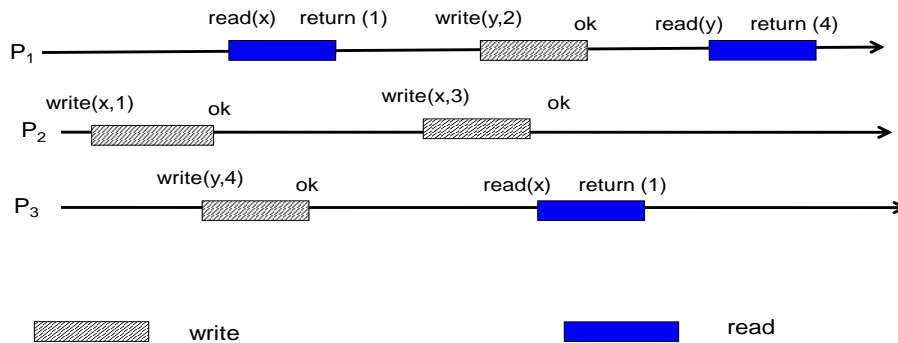 read(x) return (1) write(y,2) ok read(y) return (4)
P1
write(x,1) ok write(x,3) ok
P2
write(y,4) ok read(x) return (1)
P3
write read